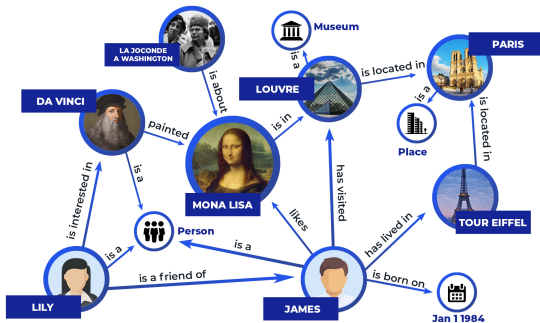 Museum
PARIS
LA JOCONDE
A WASHINGTON
is a
is located in
LOUVRE
is about
DA VINCI
is a
is located in
painted
is in
Place
is interested in
is a
has visited
MONA LISA
TOUR EIFFEL
likes
has lived in
Person
is a
is a
is a friend of
is born on
LILY
JAMES
Jan 1 1984